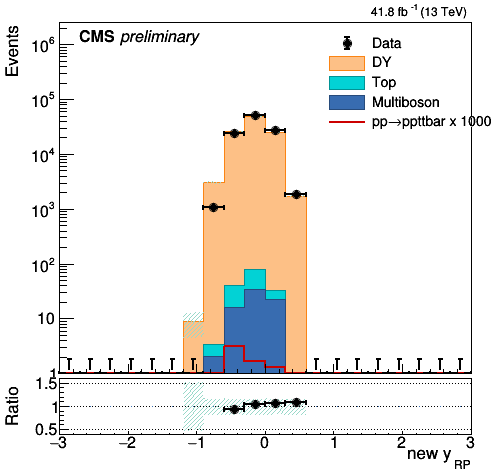 41.8 fb⁻¹ (13 TeV)
CMS preliminary
Events
Data
DY
Top
Multiboson
pp→ppttbar x 1000
10⁶
10⁵
10⁴
10³
10²
10
1
Ratio
1.5
1
0.5
−3 −2 −1 0 1 2 3
new y_RP